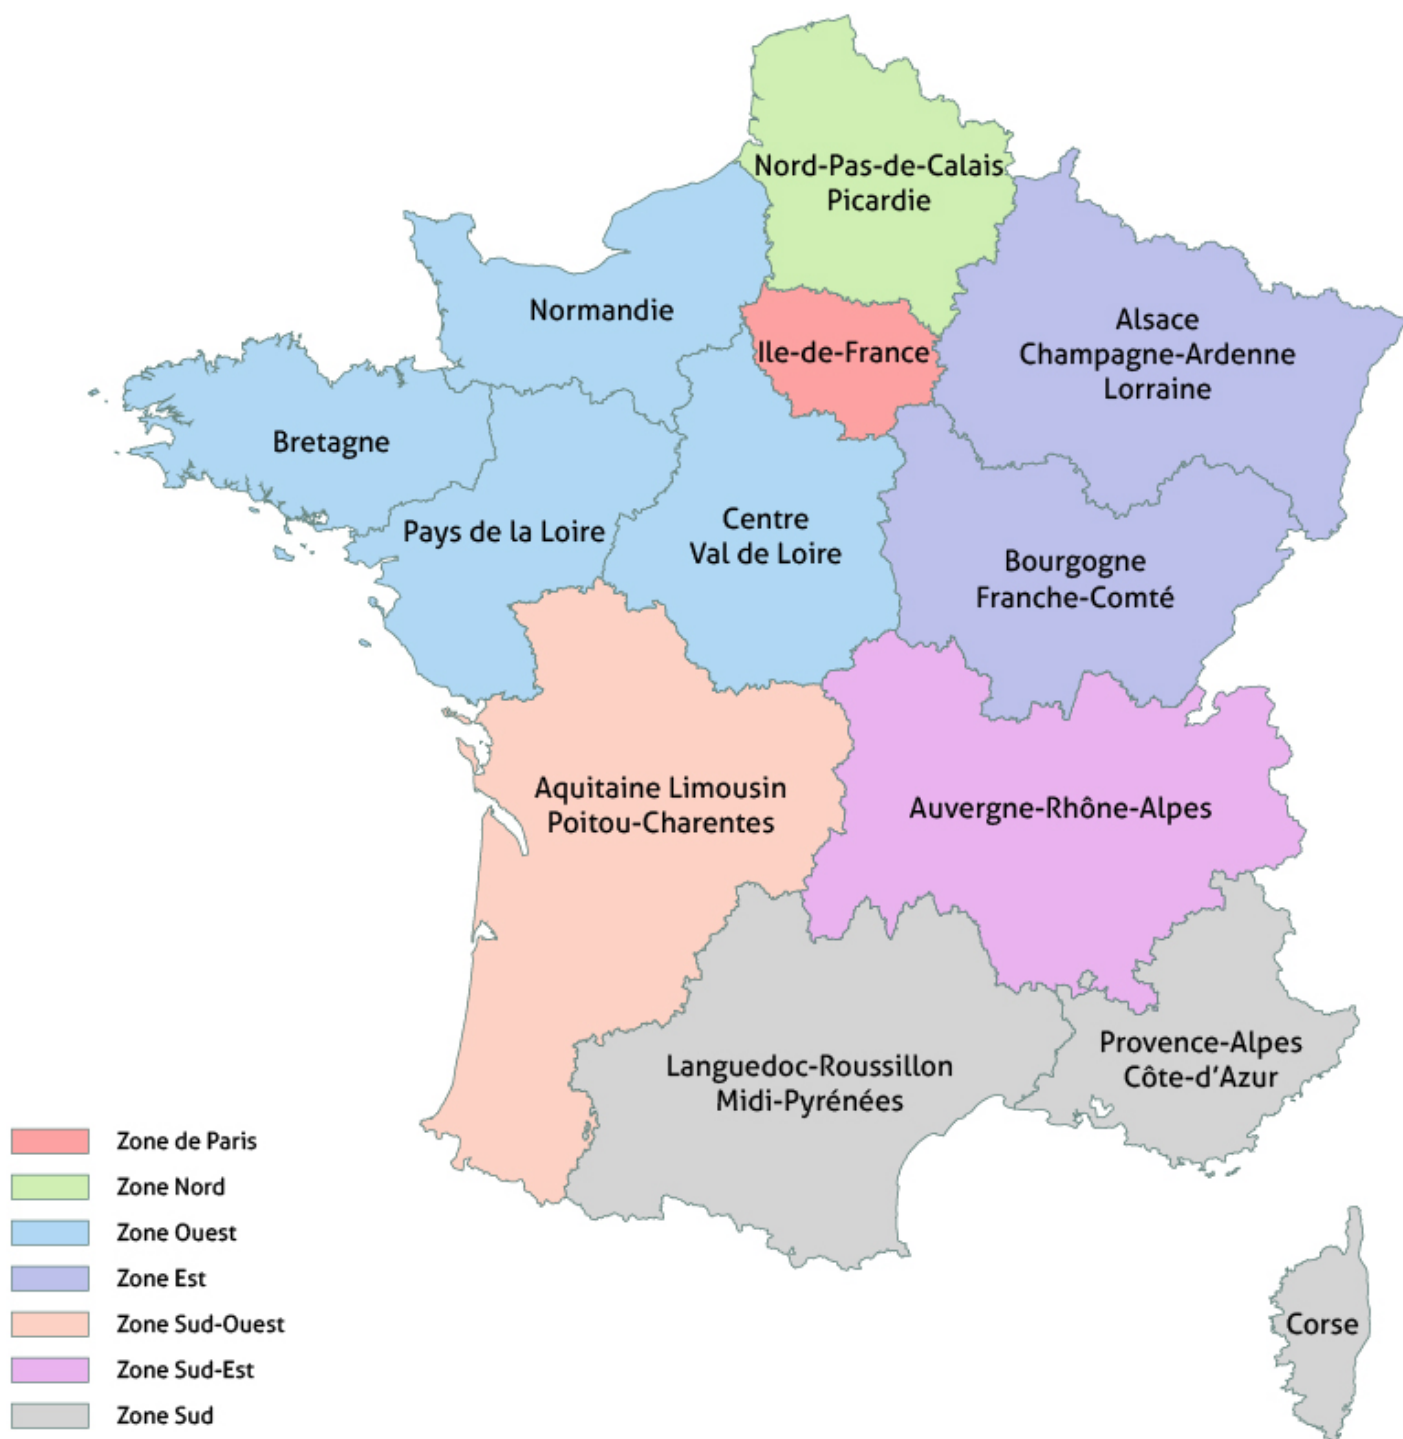 Nord-Pas-de-Calais
Picardie
Normandie
Ile-de-France
Alsace
Champagne-Ardenne
Lorraine
Bretagne
Pays de la Loire
Centre
Val de Loire
Bourgogne
Franche-Comté
Aquitaine Limousin
Poitou-Charentes
Auvergne-Rhône-Alpes
Languedoc-Roussillon
Midi-Pyrénées
Provence-Alpes
Côte-d'Azur
Corse
Zone de Paris
Zone Nord
Zone Ouest
Zone Est
Zone Sud-Ouest
Zone Sud-Est
Zone Sud